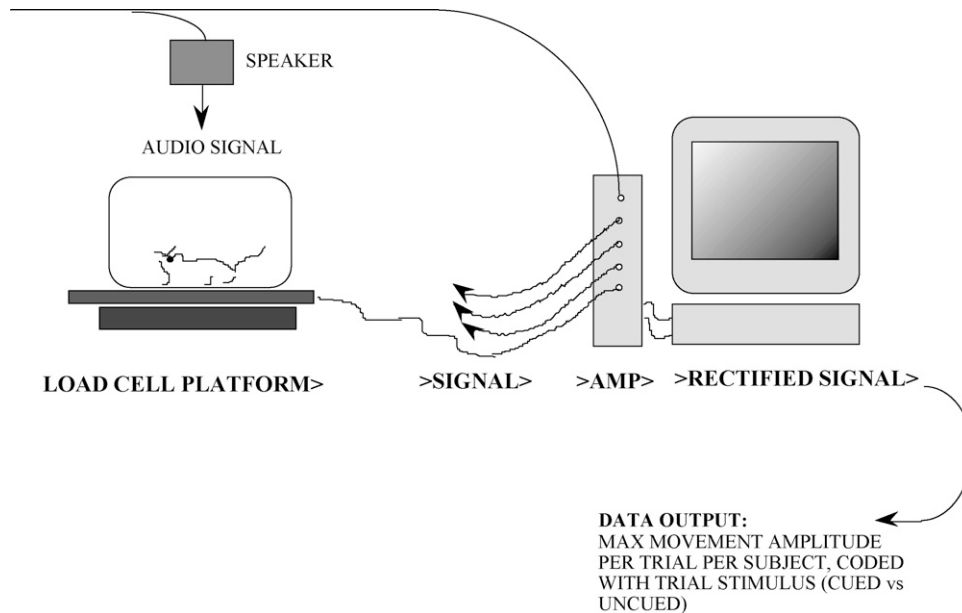 SPEAKER
AUDIO SIGNAL
LOAD CELL PLATFORM> >SIGNAL> >AMP> >RECTIFIED SIGNAL>
DATA OUTPUT:
MAX MOVEMENT AMPLITUDE
PER TRIAL PER SUBJECT, CODED
WITH TRIAL STIMULUS (CUED vs
UNCUED)